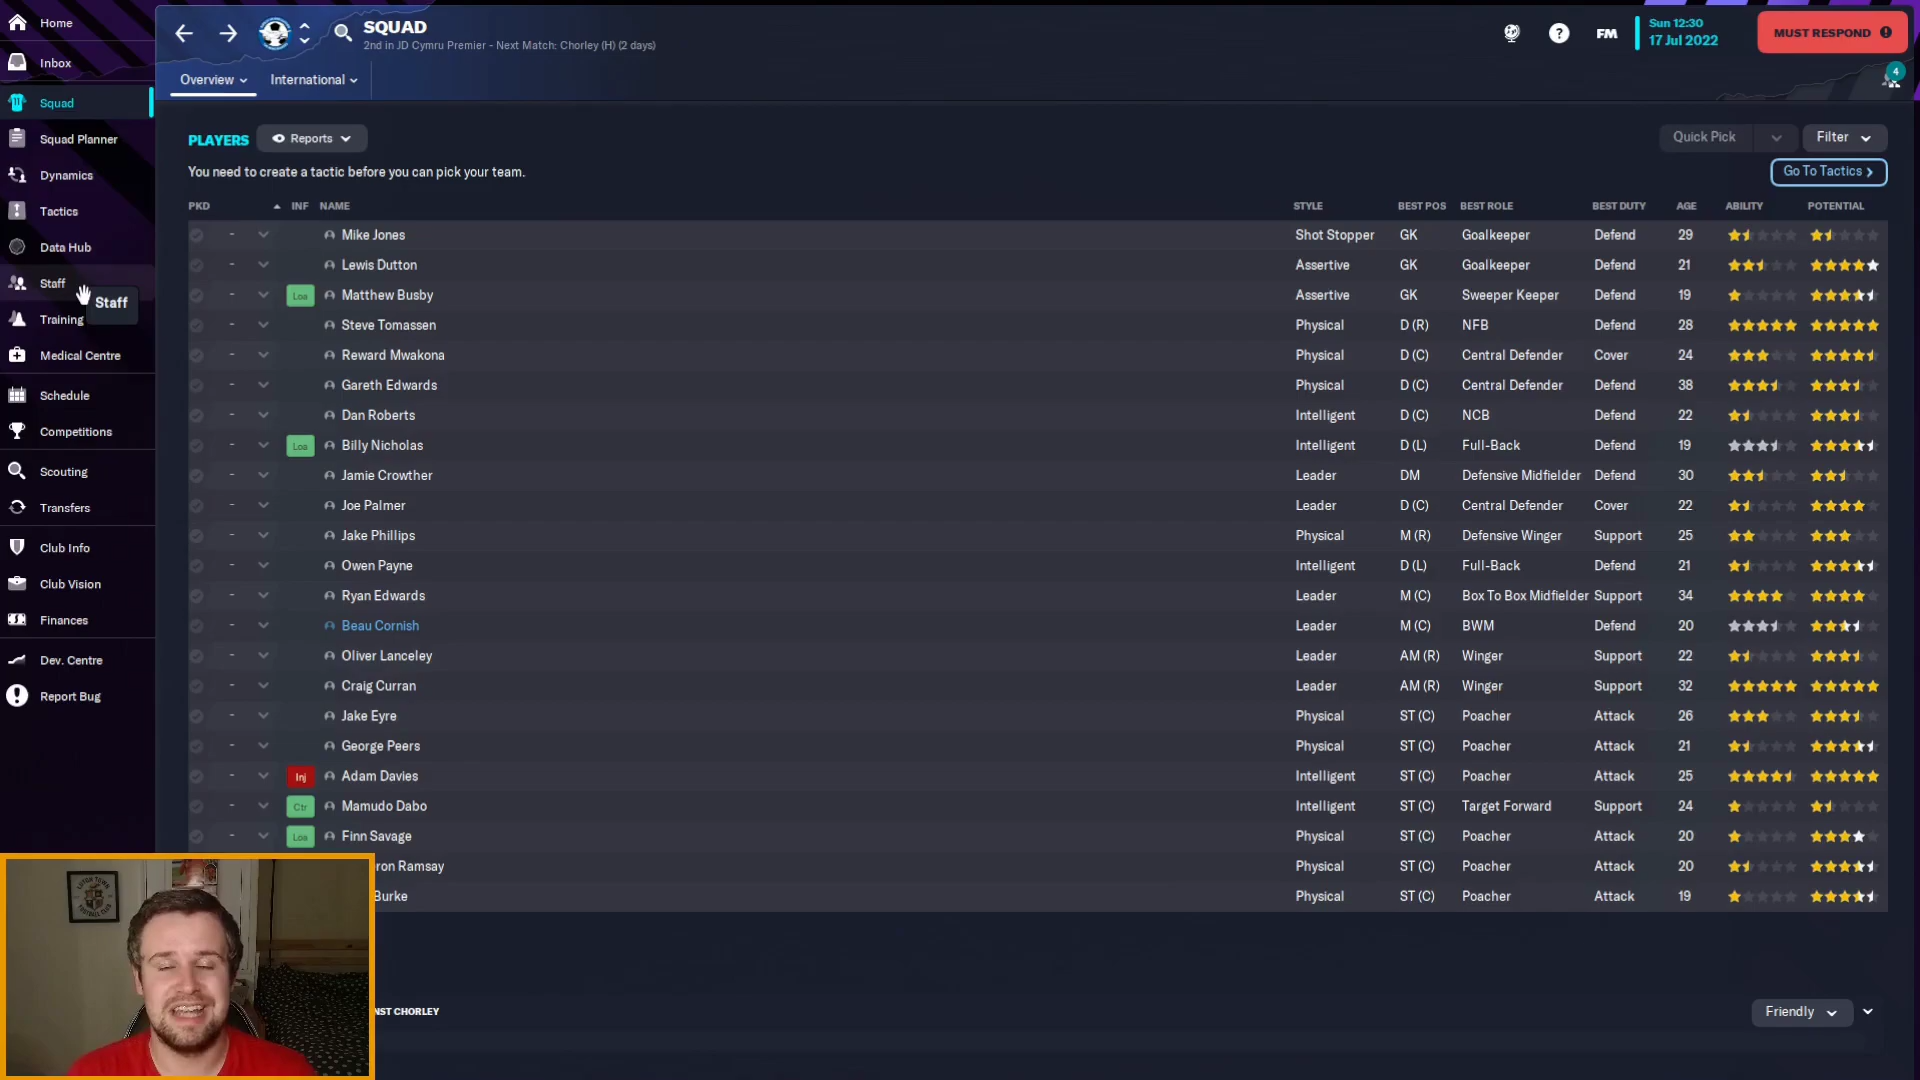 Home
Inbox
Squad
Squad Planner
Dynamics
Tactics
Data Hub
Staff
Staff
Training
Medical Centre
Schedule
Competitions
Scouting
Transfers
Club Info
Club Vision
Finances
Dev. Centre
Report Bug
SQUAD
2nd in JD Cymru Premier - Next Match: Chorley (H) (2 days)
FM Sun 12:30 17 Jul 2022 MUST RESPOND
4
Overview International
PLAYERS Reports Quick Pick Filter
You need to create a tactic before you can pick your team. Go To Tactics
PKD INF NAME STYLE BEST POS BEST ROLE BEST DUTY AGE ABILITY POTENTIAL
- Mike Jones Shot Stopper GK Goalkeeper Defend 29
- Lewis Dutton Assertive GK Goalkeeper Defend 21
- Loa Matthew Busby Assertive GK Sweeper Keeper Defend 19
- Steve Tomassen Physical D (R) NFB Defend 28
- Reward Mwakona Physical D (C) Central Defender Cover 24
- Gareth Edwards Physical D (C) Central Defender Defend 38
- Dan Roberts Intelligent D (C) NCB Defend 22
- Loa Billy Nicholas Intelligent D (L) Full-Back Defend 19
- Jamie Crowther Leader DM Defensive Midfielder Defend 30
- Joe Palmer Leader D (C) Central Defender Cover 22
- Jake Phillips Physical M (R) Defensive Winger Support 25
- Owen Payne Intelligent D (L) Full-Back Defend 21
- Ryan Edwards Leader M (C) Box To Box Midfielder Support 34
- Beau Cornish Leader M (C) BWM Defend 20
- Oliver Lanceley Leader AM (R) Winger Support 22
- Craig Curran Leader AM (R) Winger Support 32
- Jake Eyre Physical ST (C) Poacher Attack 26
- George Peers Physical ST (C) Poacher Attack 21
- Inj Adam Davies Intelligent ST (C) Poacher Attack 25
- Ctr Mamudo Dabo Intelligent ST (C) Target Forward Support 24
- Loa Finn Savage Physical ST (C) Poacher Attack 20
ron Ramsay Physical ST (C) Poacher Attack 20
Burke Physical ST (C) Poacher Attack 19
NST CHORLEY Friendly
LUTON TOWN